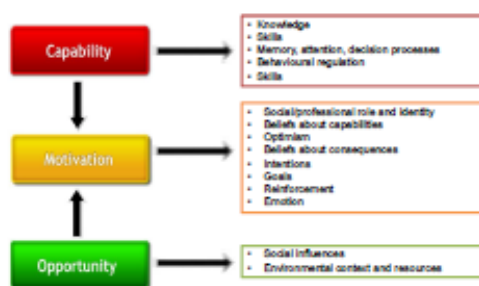 Capability
• Knowledge
• Skills
• Memory, attention, decision processes
• Behavioural regulation
• Skills
Motivation
• Social/professional role and identity
• Beliefs about capabilities
• Optimism
• Beliefs about consequences
• Intentions
• Goals
• Reinforcement
• Emotion
Opportunity
• Social influences
• Environmental context and resources